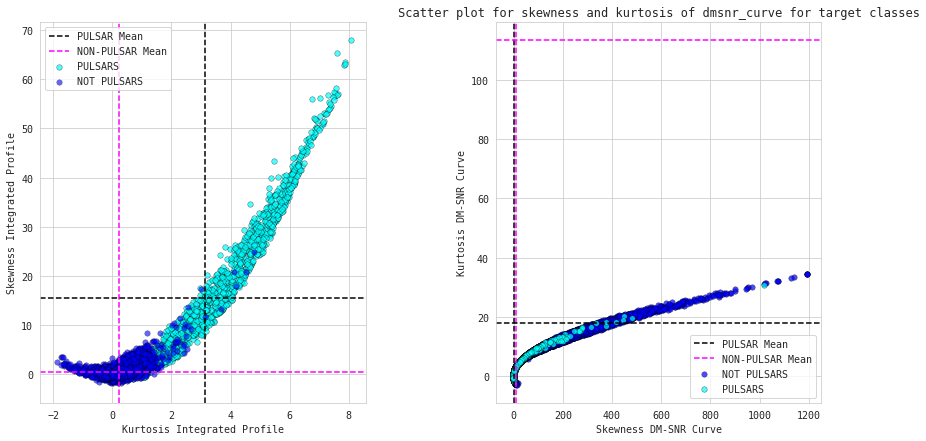 Scatter plot for skewness and kurtosis of dmsnr_curve for target classes
70
60
50
40
30
20
10
0
Skewness Integrated Profile
PULSAR Mean
NON-PULSAR Mean
PULSARS
NOT PULSARS
−2
0
2
4
6
8
Kurtosis Integrated Profile
100
80
60
40
20
0
Kurtosis DM-SNR Curve
PULSAR Mean
NON-PULSAR Mean
NOT PULSARS
PULSARS
0
200
400
600
800
1000
1200
Skewness DM-SNR Curve